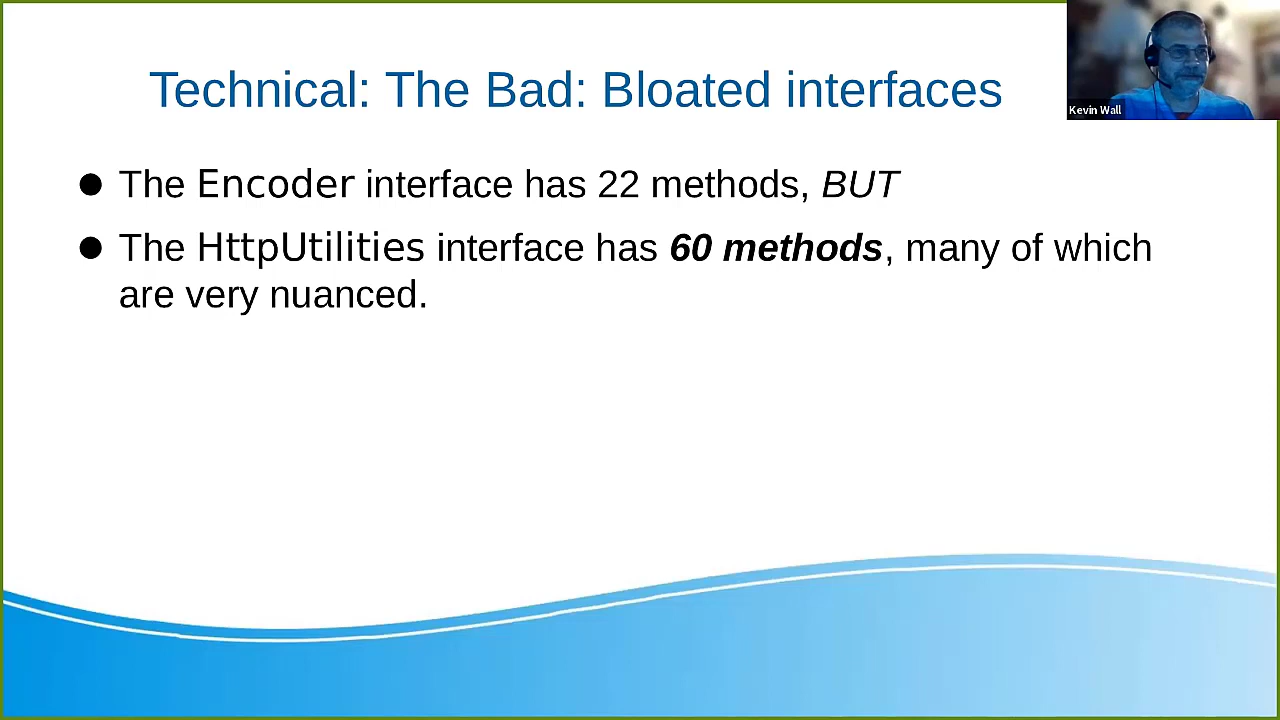 Technical: The Bad: Bloated interfaces
Kevin Wall
● The Encoder interface has 22 methods, BUT
● The HttpUtilities interface has 60 methods, many of which
are very nuanced.